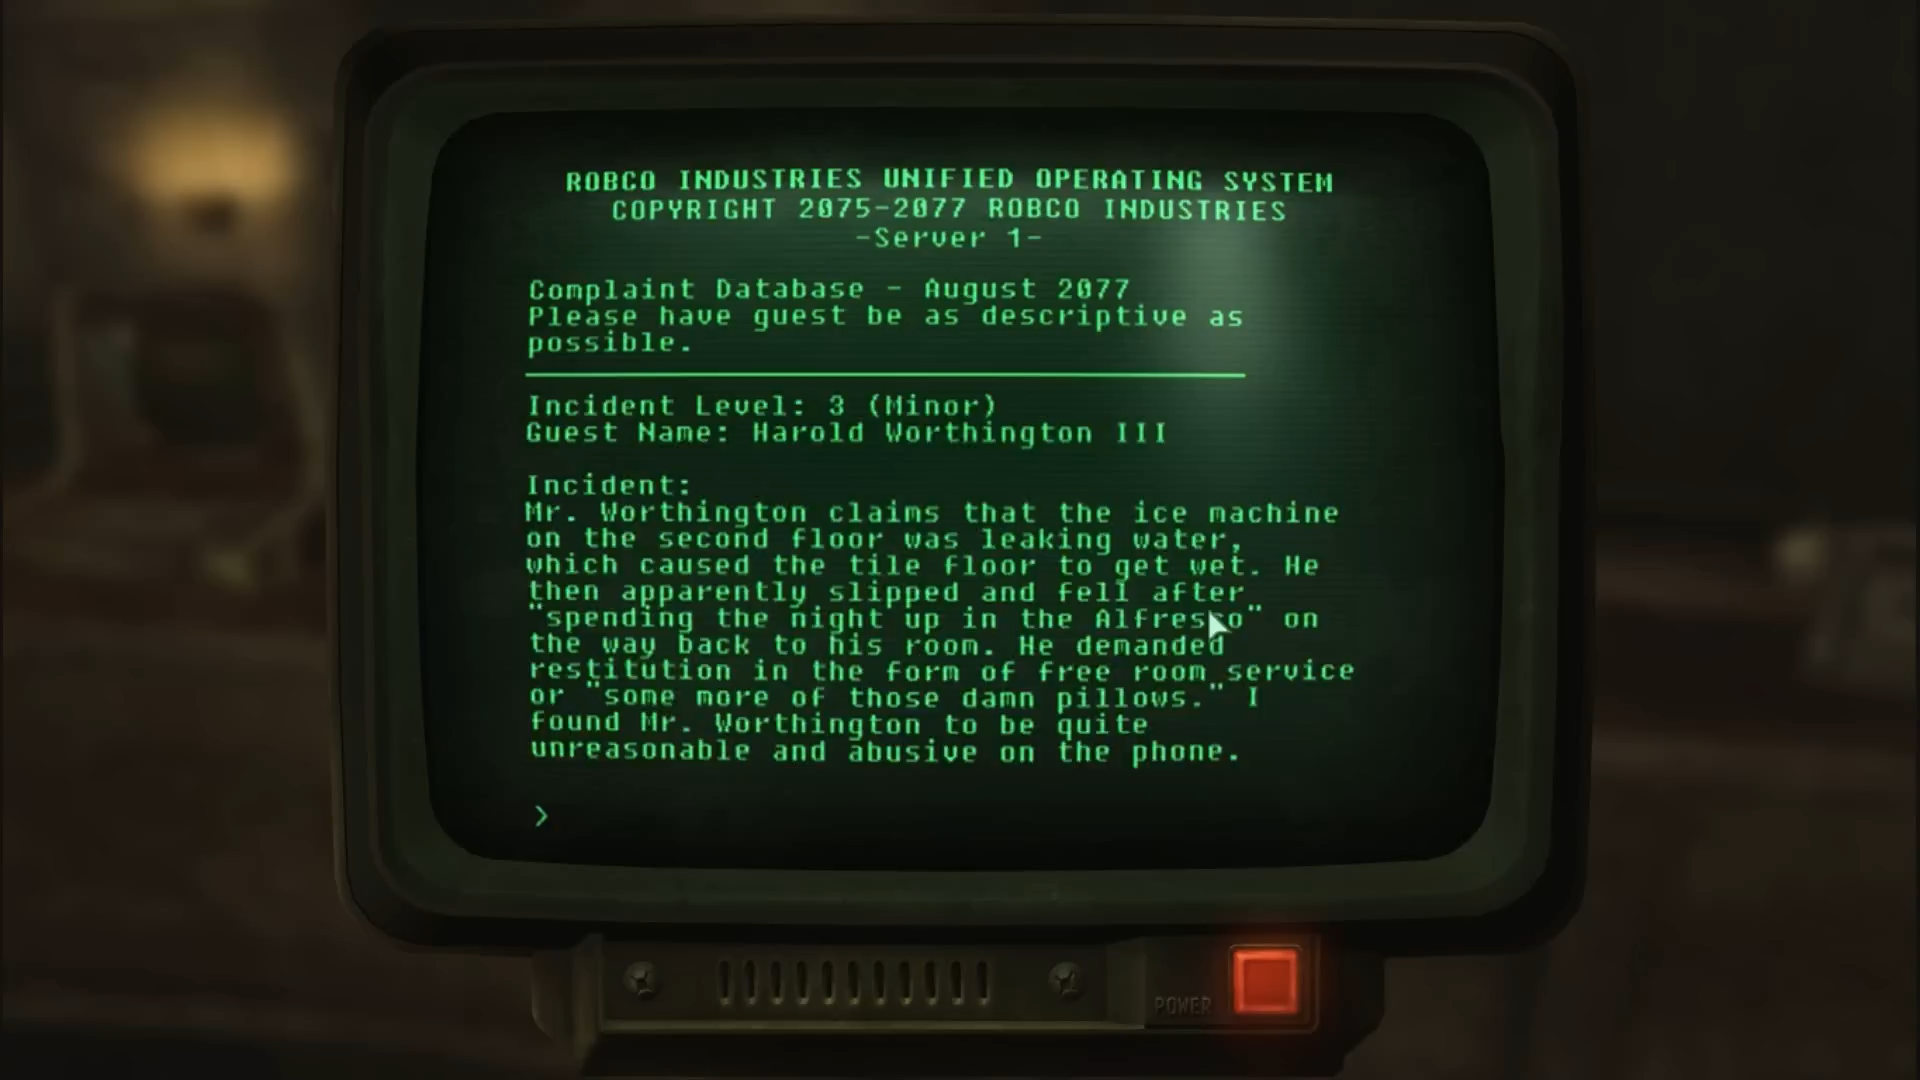 ROBCO INDUSTRIES UNIFIED OPERATING SYSTEM
COPYRIGHT 2075-2077 ROBCO INDUSTRIES
-Server 1-
Complaint Database - August 2077
Please have guest be as descriptive as
possible.
Incident Level: 3 (Minor)
Guest Name: Harold Worthington III
Incident:
Mr. Worthington claims that the ice machine
on the second floor was leaking water,
which caused the tile floor to get wet. He
then apparently slipped and fell after
"spending the night up in the Alfresco" on
the way back to his room. He demanded
restitution in the form of free room service
or "some more of those damn pillows." I
found Mr. Worthington to be quite
unreasonable and abusive on the phone.
>
POWER